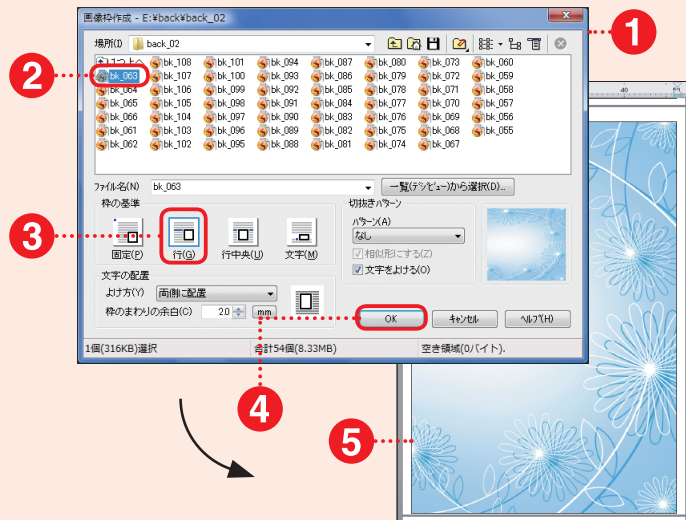 画像枠作成 - E:¥back¥back_02
1
場所(I) back_02
2
1つ上へ bk_108 bk_101 bk_094 bk_087 bk_080 bk_073 bk_060
bk_063 bk_107 bk_100 bk_093 bk_086 bk_079 bk_072 bk_059
bk_064 bk_106 bk_099 bk_092 bk_085 bk_078 bk_071 bk_058
bk_065 bk_105 bk_098 bk_091 bk_084 bk_077 bk_070 bk_057
bk_066 bk_104 bk_097 bk_090 bk_083 bk_076 bk_069 bk_056
bk_061 bk_103 bk_096 bk_089 bk_082 bk_075 bk_068 bk_055
bk_062 bk_102 bk_095 bk_088 bk_081 bk_074 bk_067
40
ファイル名(N) bk_063 一覧(ナシビュー)から選択(D)...
枠の基準 切抜きパターン
パターン(A)
なし
3
固定(P) 行(G) 行中央(U) 文字(M)
相似形にする(Z)
文字をよける(O)
文字の配置
よけ方(Y) 両側に配置
枠のまわりの余白(C) 2.0 mm
OK キャンセル ヘルプ(H)
1個(316KB)選択 合計54個(8.33MB) 空き領域(0バイト).
4
5